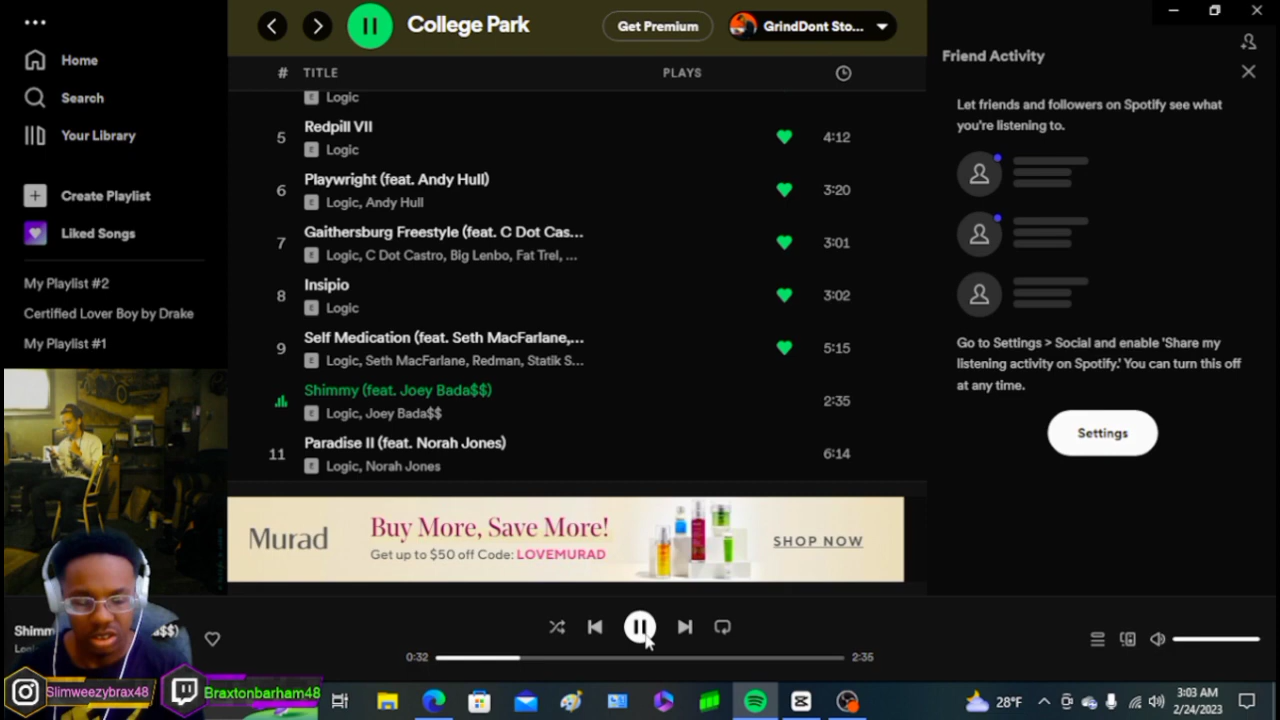 College Park
Get Premium
GrindDont Sto...
Home
Search
Your Library
Create Playlist
Liked Songs
My Playlist #2
Certified Lover Boy by Drake
My Playlist #1
# TITLE PLAYS
E Logic
5 Redpill VII 4:12
E Logic
6 Playwright (feat. Andy Hull) 3:20
E Logic, Andy Hull
7 Gaithersburg Freestyle (feat. C Dot Cas... 3:01
E Logic, C Dot Castro, Big Lenbo, Fat Trel, ...
8 Insipio 3:02
E Logic
9 Self Medication (feat. Seth MacFarlane,... 5:15
E Logic, Seth MacFarlane, Redman, Statik S...
Shimmy (feat. Joey Bada$$) 2:35
E Logic, Joey Bada$$
11 Paradise II (feat. Norah Jones) 6:14
E Logic, Norah Jones
Murad
Buy More, Save More!
Get up to $50 off Code: LOVEMURAD
SHOP NOW
Friend Activity
Let friends and followers on Spotify see what
you're listening to.
Go to Settings > Social and enable 'Share my
listening activity on Spotify.' You can turn this off
at any time.
Settings
0:32 2:35
Slimweezybrax48
Braxtonbarham48
28°F
3:03 AM
2/24/2023